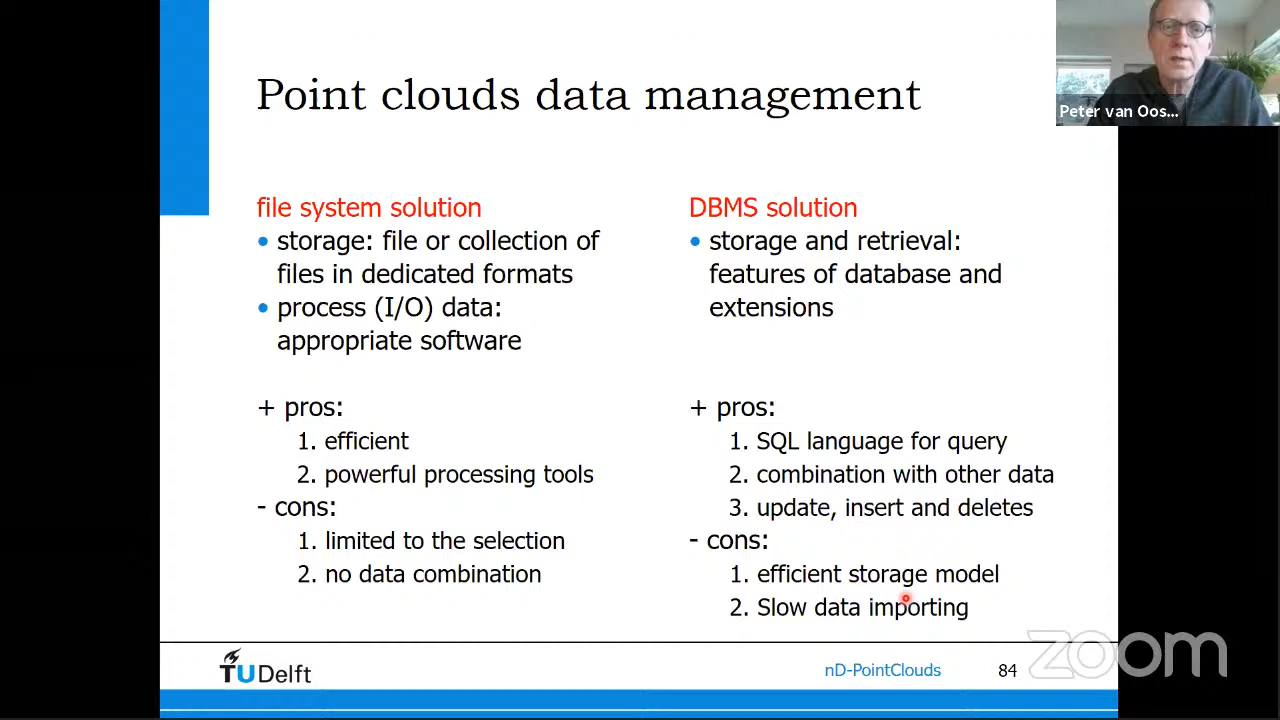 Point clouds data management
Peter van Oos...
file system solution
• storage: file or collection of
files in dedicated formats
• process (I/O) data:
appropriate software
+ pros:
1. efficient
2. powerful processing tools
- cons:
1. limited to the selection
2. no data combination
DBMS solution
• storage and retrieval:
features of database and
extensions
+ pros:
1. SQL language for query
2. combination with other data
3. update, insert and deletes
- cons:
1. efficient storage model
2. Slow data importing
TUDelft
nD-PointClouds
84
zoom